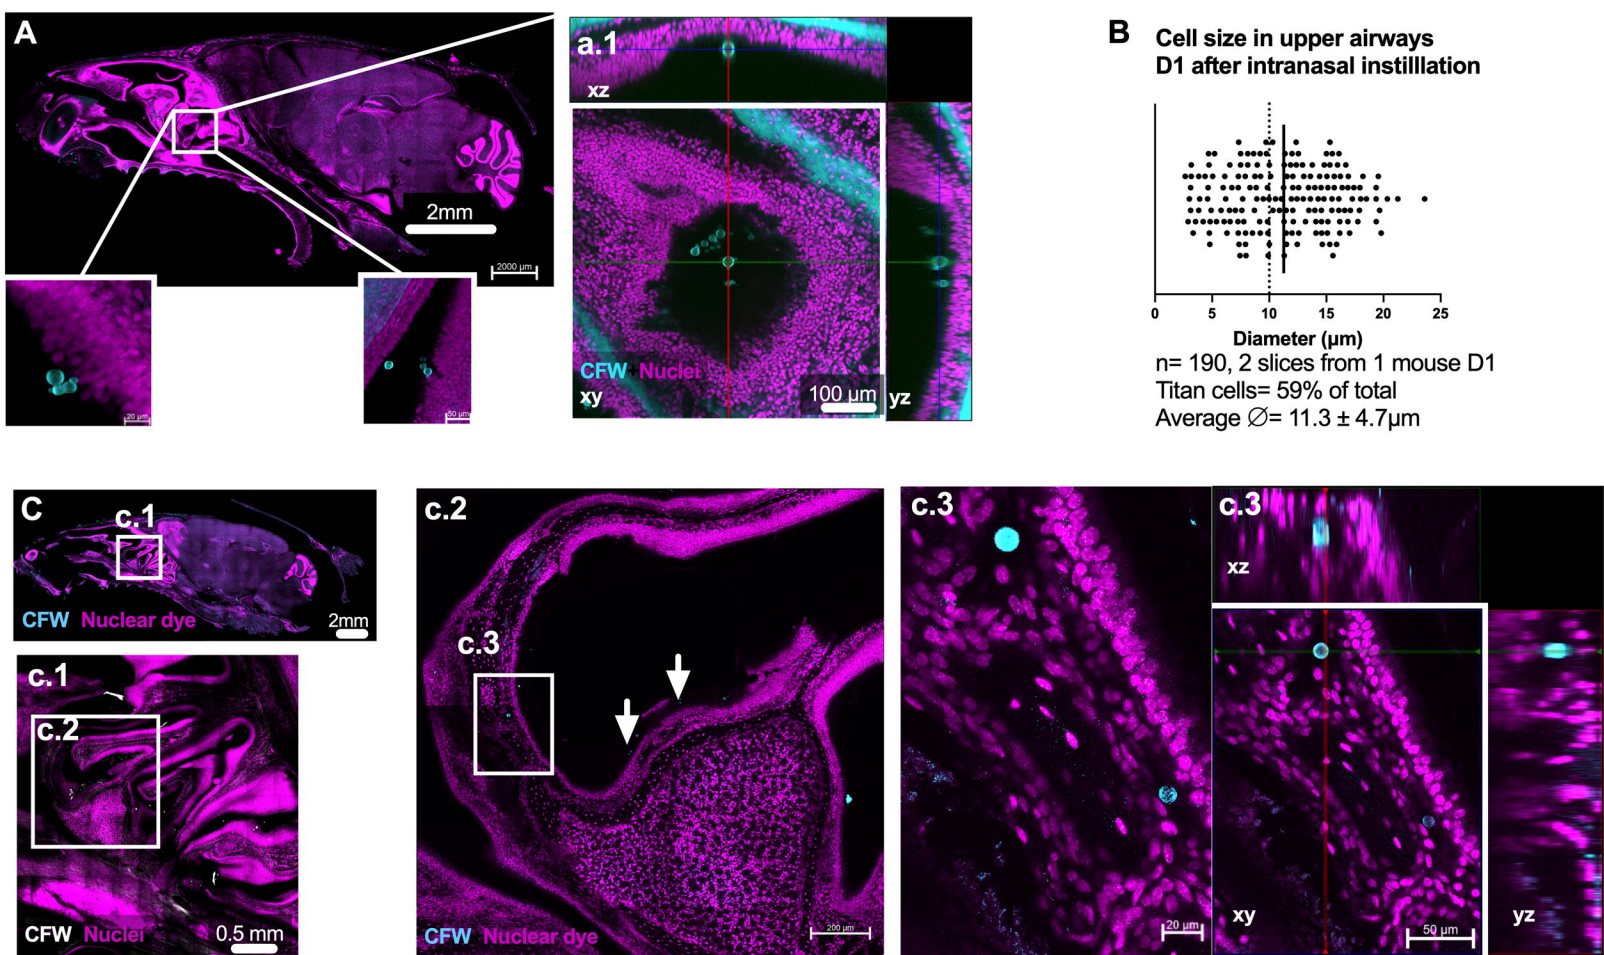 A
2mm
2000 µm
20 µm
50 µm
a.1
xz
CFW+Nuclei
xy
100 µm
yz
B
Cell size in upper airways
D1 after intranasal instilllation
0 5 10 15 20 25
Diameter (µm)
n= 190, 2 slices from 1 mouse D1
Titan cells= 59% of total
Average ∅= 11.3 ± 4.7µm
C
c.1
CFW Nuclear dye
2mm
c.1
c.2
CFW Nuclei
0.5 mm
c.2
c.3
CFW Nuclear dye
200 µm
c.3
20 µm
c.3
xz
xy
50 µm
yz